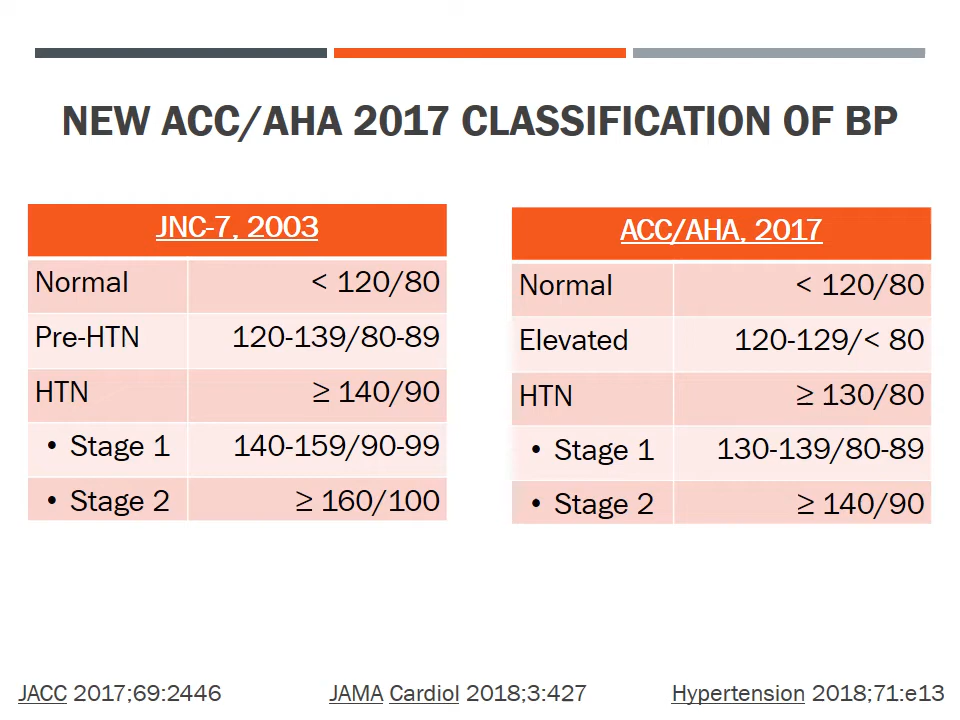 NEW ACC/AHA 2017 CLASSIFICATION OF BP
JNC-7, 2003
Normal < 120/80
Pre-HTN 120-139/80-89
HTN ≥ 140/90
• Stage 1 140-159/90-99
• Stage 2 ≥ 160/100
ACC/AHA, 2017
Normal < 120/80
Elevated 120-129/< 80
HTN ≥ 130/80
• Stage 1 130-139/80-89
• Stage 2 ≥ 140/90
JACC 2017;69:2446 JAMA Cardiol 2018;3:427 Hypertension 2018;71:e13